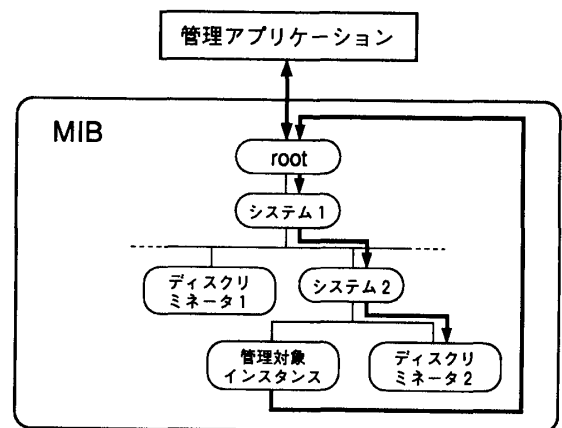 管理アプリケーション
MIB
root
システム1
ディスクリ
ミネータ1
システム2
管理対象
インスタンス
ディスクリ
ミネータ2